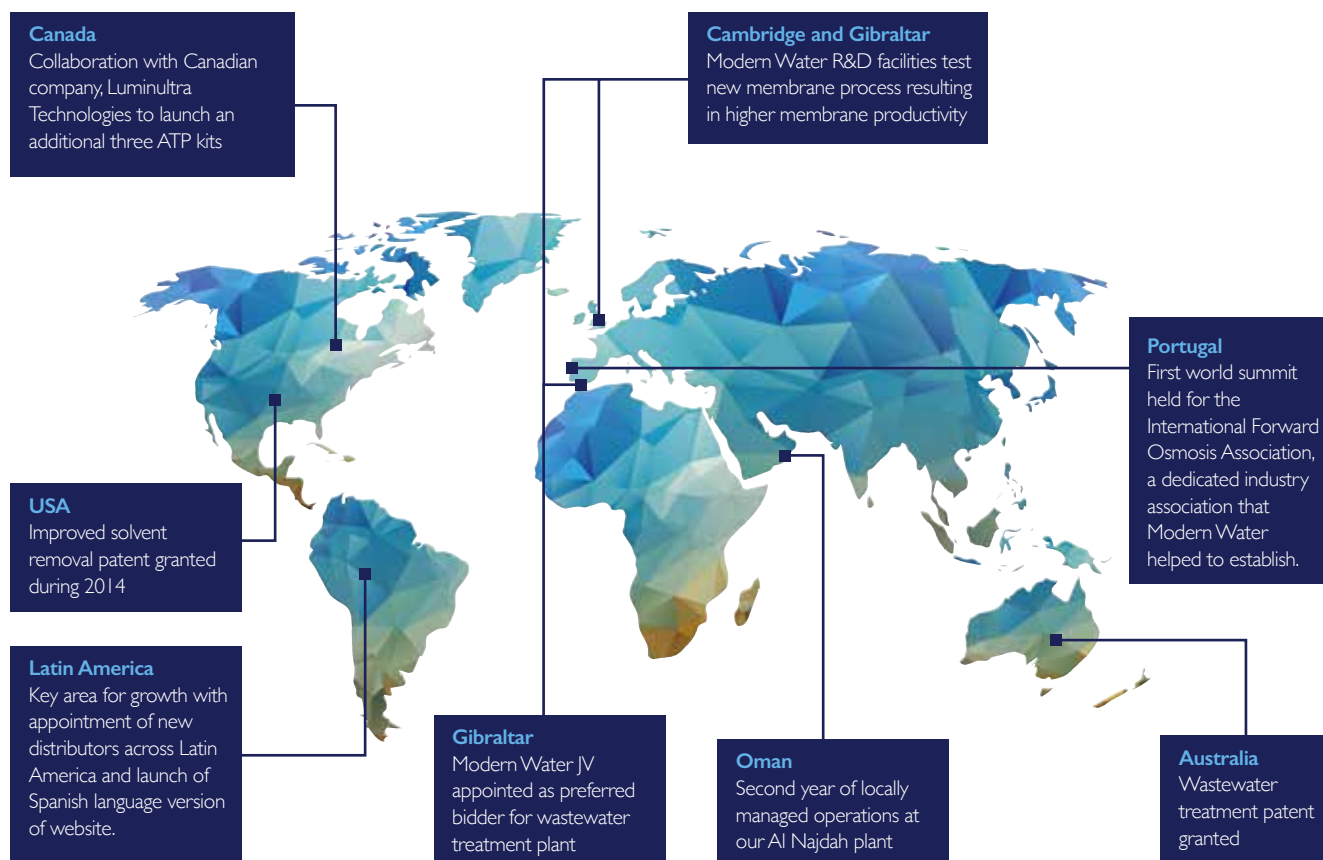 Canada
Collaboration with Canadian
company, Luminultra
Technologies to launch an
additional three ATP kits
Cambridge and Gibraltar
Modern Water R&D facilities test
new membrane process resulting
in higher membrane productivity
Portugal
First world summit
held for the
International Forward
Osmosis Association,
a dedicated industry
association that
Modern Water
helped to establish.
USA
Improved solvent
removal patent granted
during 2014
Latin America
Key area for growth with
appointment of new
distributors across Latin
America and launch of
Spanish language version
of website.
Gibraltar
Modern Water JV
appointed as preferred
bidder for wastewater
treatment plant
Oman
Second year of locally
managed operations at
our Al Najdah plant
Australia
Wastewater
treatment patent
granted